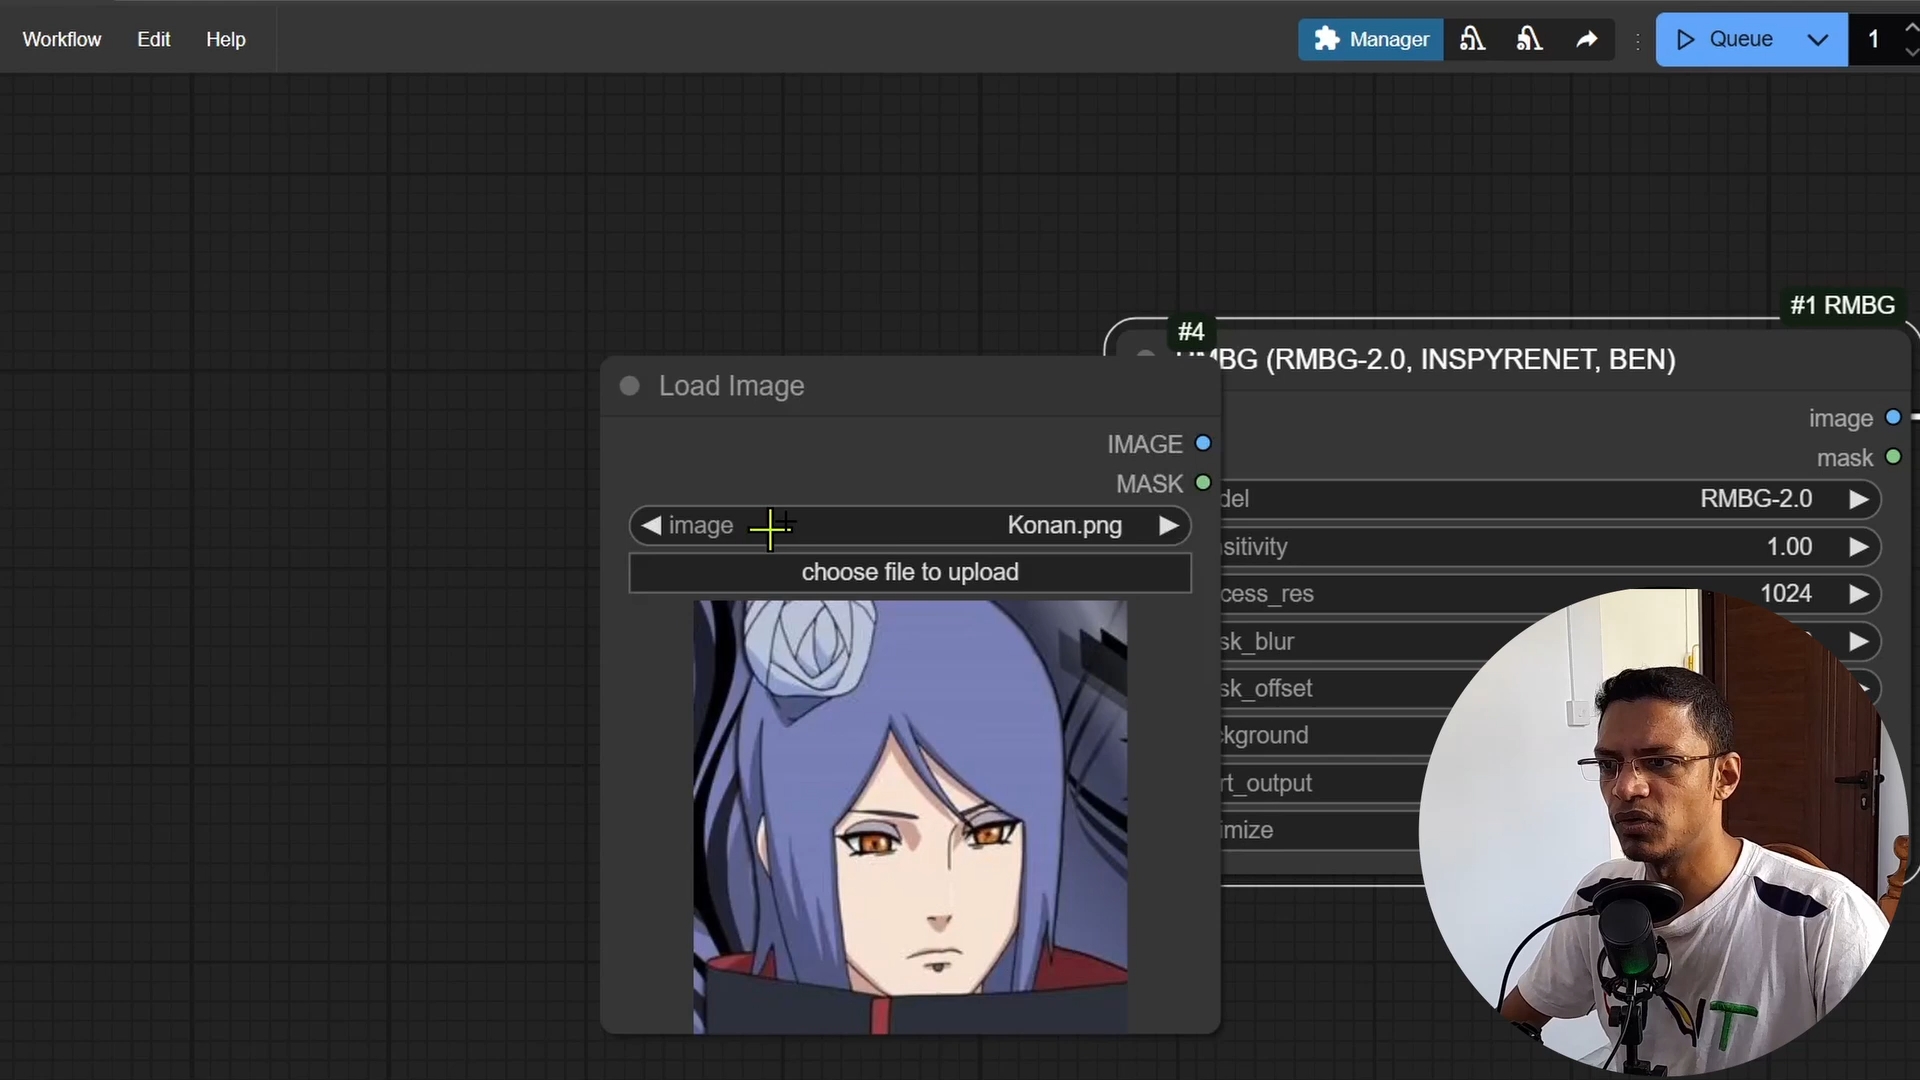 Workflow Edit Help
Manager
Queue
1
#1 RMBG
#4
MBG (RMBG-2.0, INSPYRENET, BEN)
Load Image
image
mask
IMAGE
MASK
del RMBG-2.0
image Konan.png
sitivity 1.00
choose file to upload
cess_res 1024
sk_blur
sk_offset
kground
rt_output
imize
T